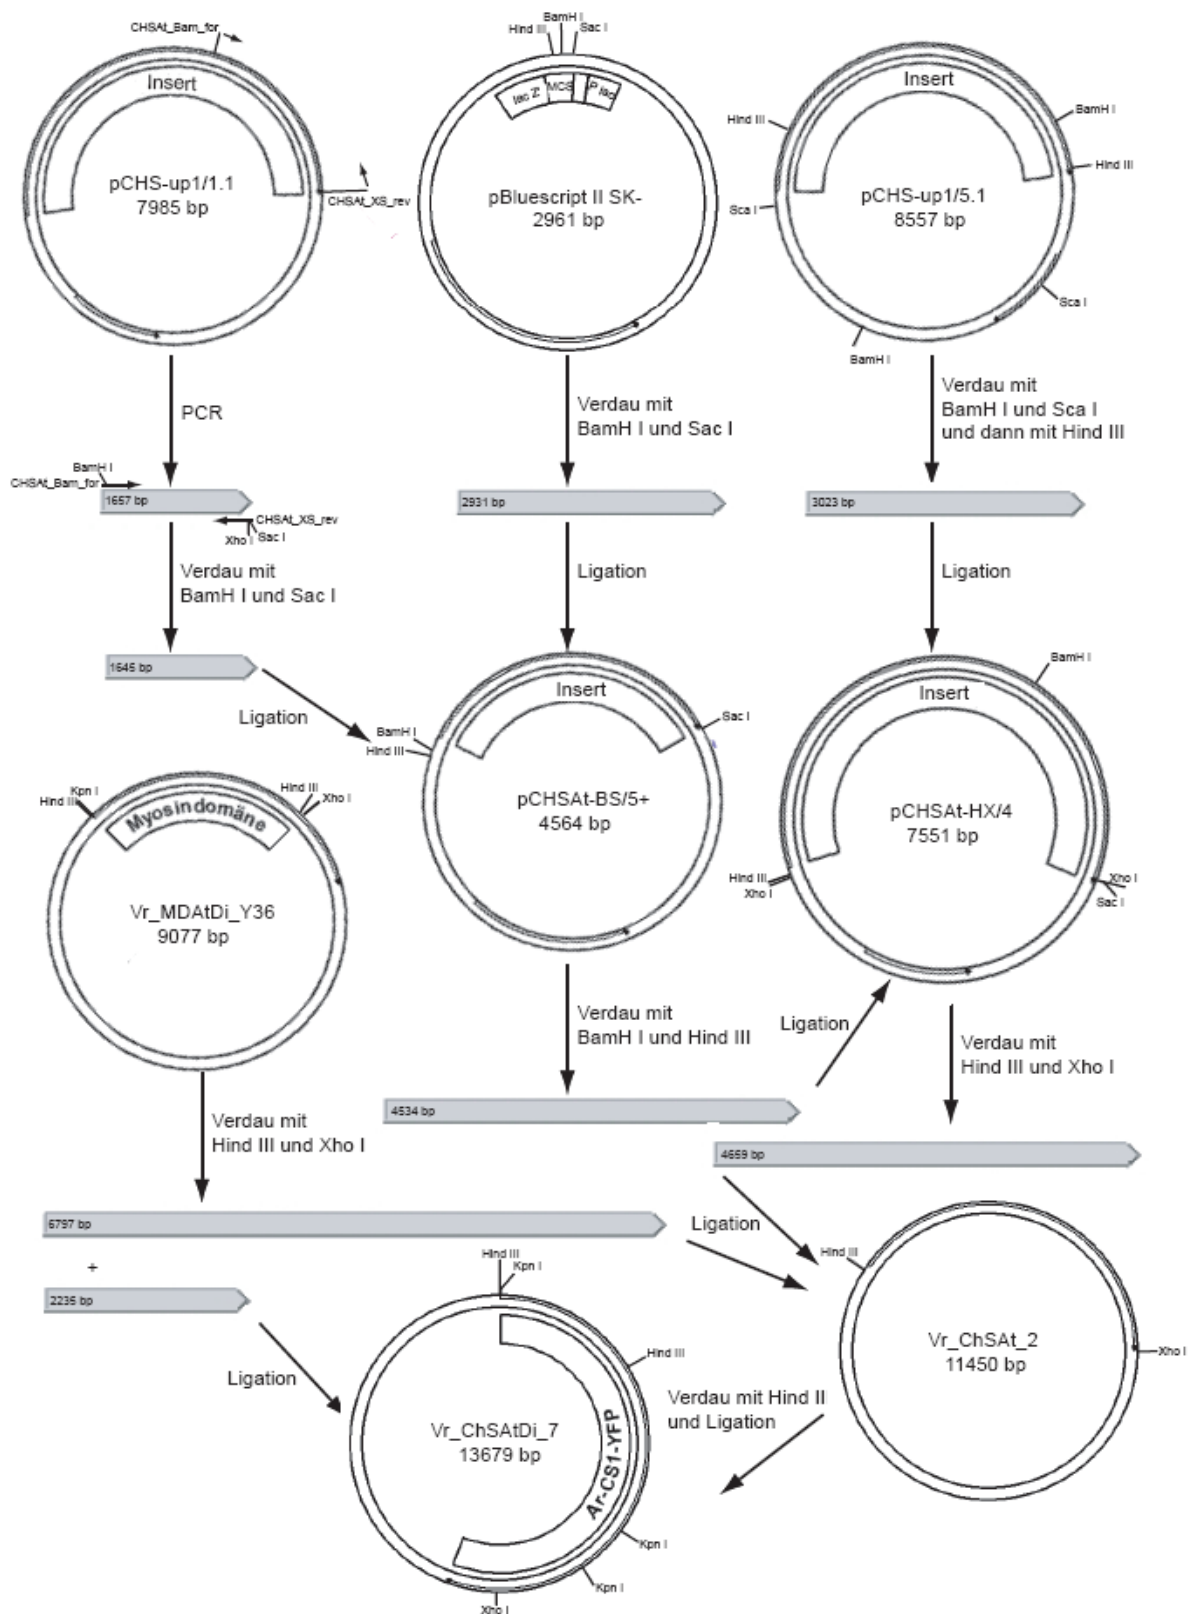 CHSAt_Bam_for
Insert
pCHS-up1/1.1
7985 bp
CHSAt_XS_rev
BamH I
Hind III
Sac I
lac Z'
MCS
P lac
pBluescript II SK-
2961 bp
Insert
Hind III
BamH I
Hind III
Sca I
pCHS-up1/5.1
8557 bp
Sca I
BamH I
PCR
Verdau mit
BamH I und Sac I
Verdau mit
BamH I und Sca I
und dann mit Hind III
BamH I
CHSAt_Bam_for
1657 bp
CHSAt_XS_rev
Xho I
Sac I
2931 bp
3023 bp
Verdau mit
BamH I und Sac I
Ligation
Ligation
1645 bp
Ligation
Insert
BamH I
Hind III
Sac I
pCHSAt-BS/5+
4564 bp
BamH I
Insert
pCHSAt-HX/4
7551 bp
Hind III
Xho I
Xho I
Sac I
Kpn I
Hind III
Hind III
Xho I
Myosindomäne
Vr_MDAtDi_Y36
9077 bp
Verdau mit
BamH I und Hind III
Ligation
Verdau mit
Hind III und Xho I
4534 bp
Verdau mit
Hind III und Xho I
4659 bp
6797 bp
Ligation
+
2235 bp
Ligation
Hind III
Kpn I
Hind III
Vr_ChSAtDi_7
13679 bp
Ar-CS1-YFP
Kpn I
Kpn I
Xho I
Hind III
Vr_ChSAt_2
11450 bp
Xho I
Verdau mit Hind II
und Ligation